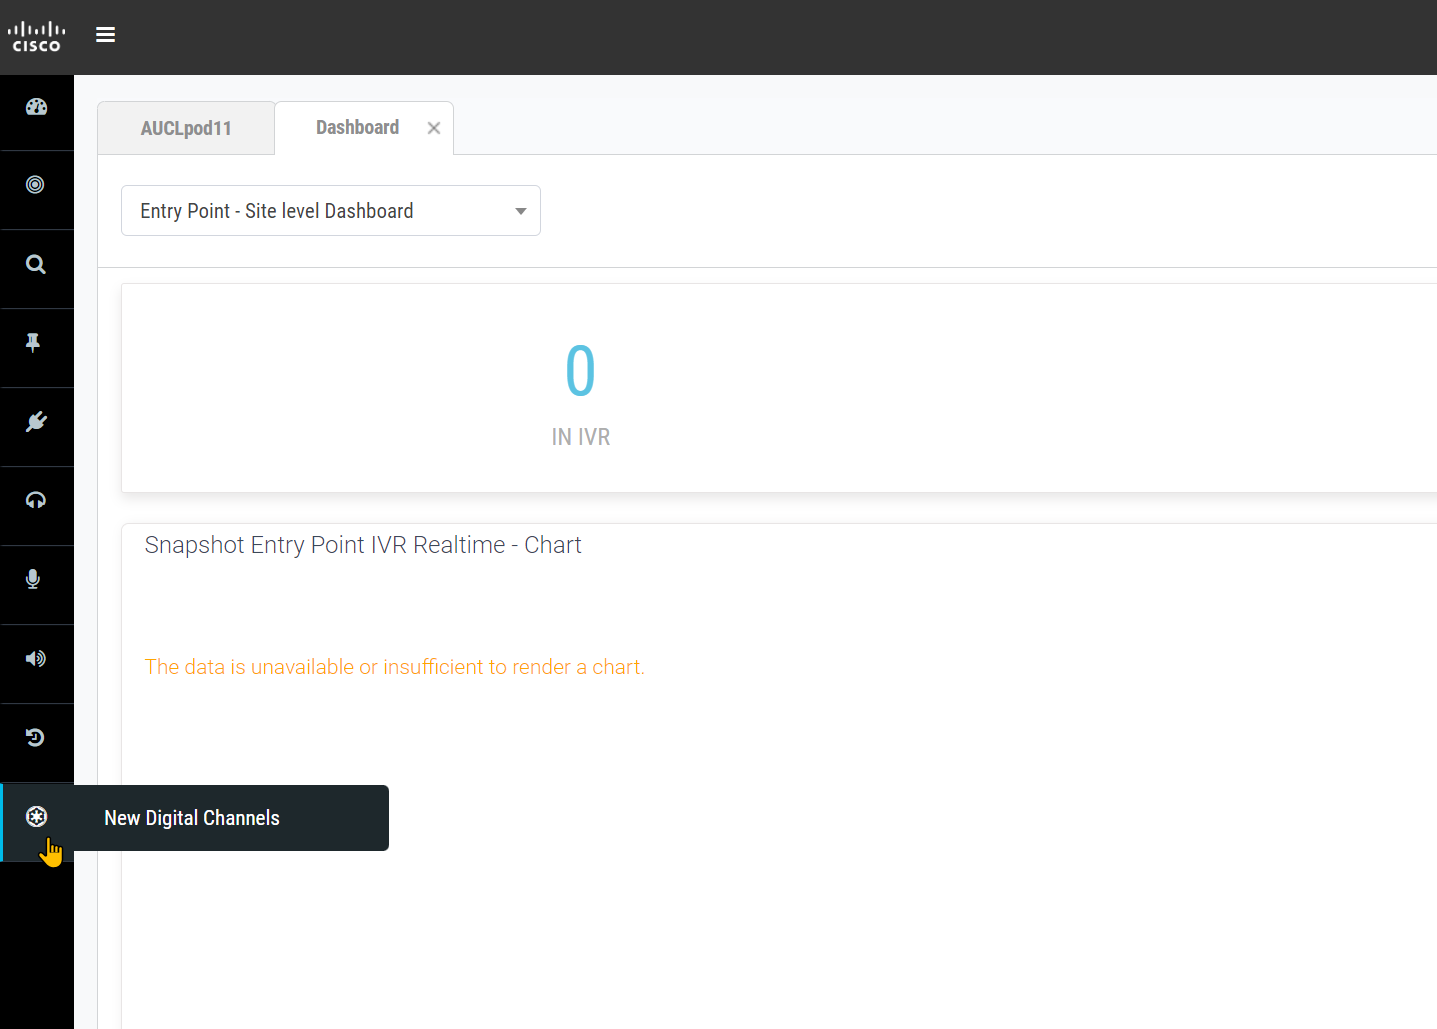 CISCO
AUCLpod11
Dashboard
Entry Point - Site level Dashboard
0
IN IVR
Snapshot Entry Point IVR Realtime - Chart
The data is unavailable or insufficient to render a chart.
New Digital Channels